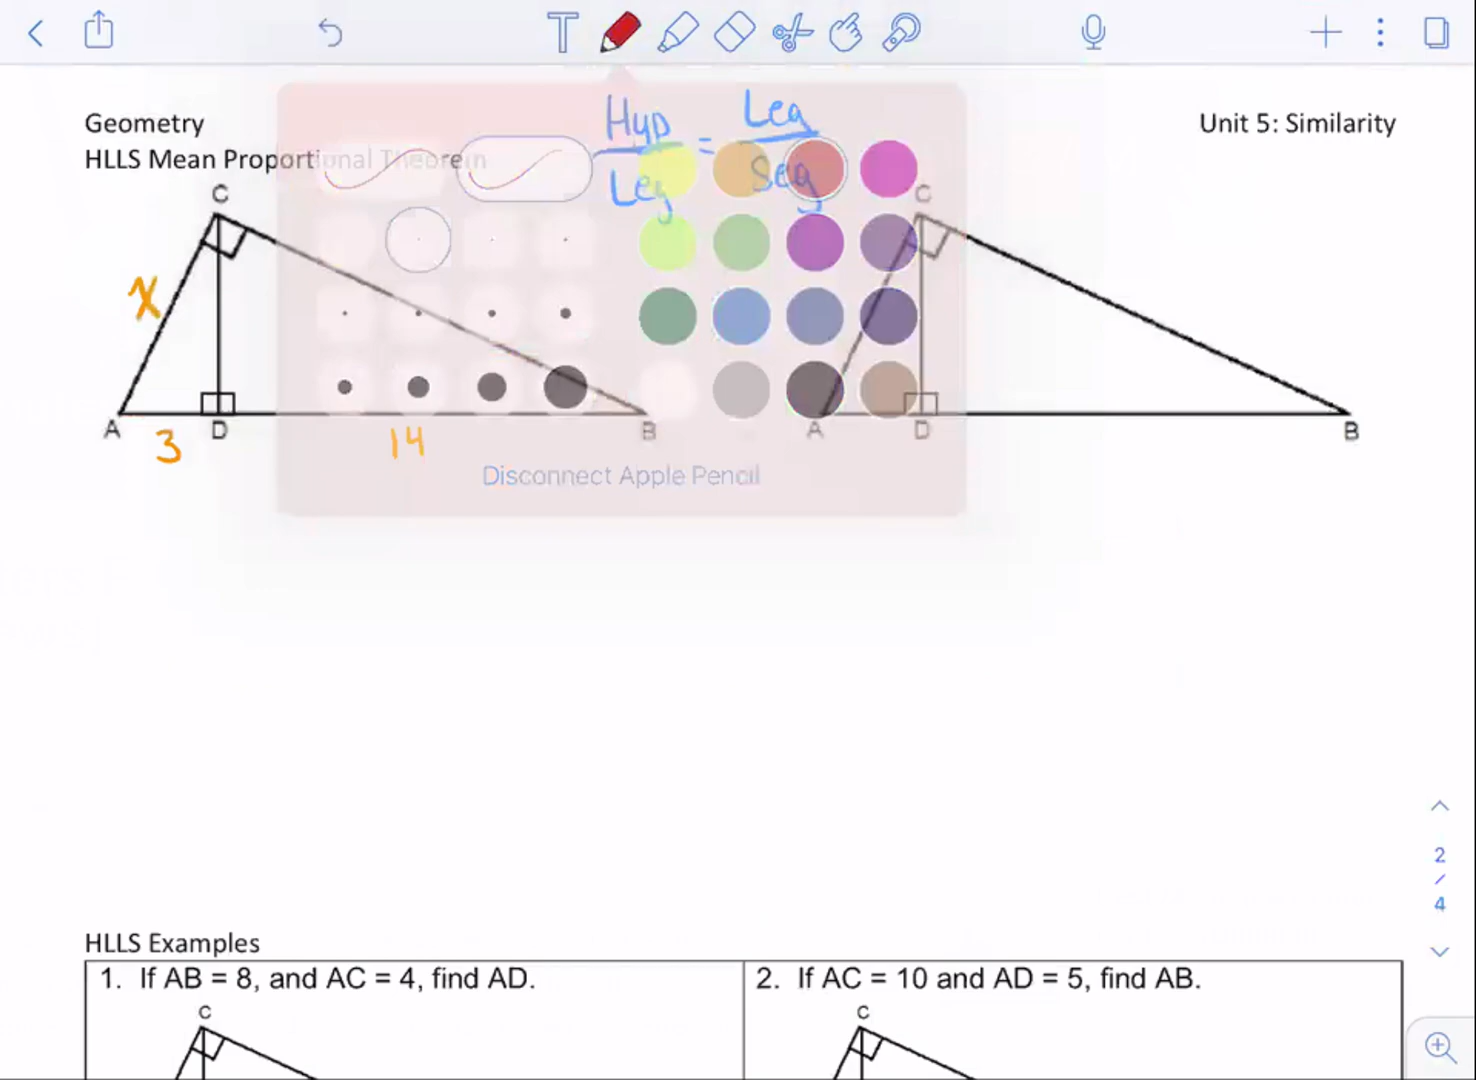 Geometry
Unit 5: Similarity
HLLS Mean Proportional Theorem
Hyp = Leg
Leg Seg
C
C
x
A
3
D
14
B
A
D
B
Disconnect Apple Pencil
2
/
4
HLLS Examples
1. If AB = 8, and AC = 4, find AD.
2. If AC = 10 and AD = 5, find AB.
C
C